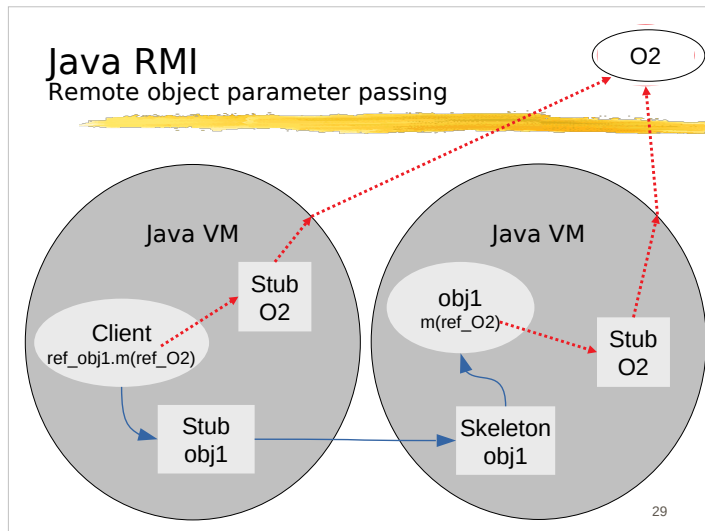 Java RMI
Remote object parameter passing
O2
Java VM
Stub
O2
Client
ref_obj1.m(ref_O2)
Stub
obj1
Java VM
obj1
m(ref_O2)
Stub
O2
Skeleton
obj1
29